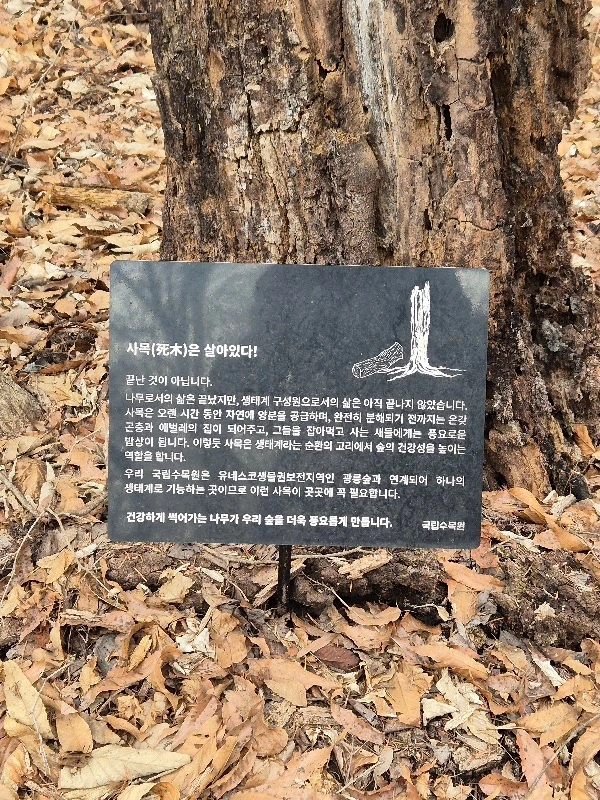 사목(死木)은 살아있다!
끝난 것이 아닙니다.
나무로서의 삶은 끝났지만, 생태계 구성원으로서의 삶은 아직 끝나지 않았습니다.
사목은 오랜 시간 동안 자연에 양분을 공급하며, 완전히 분해되기 전까지는 온갖
곤충과 애벌레의 집이 되어주고, 그들을 잡아먹고 사는 새들에게는 풍요로운
밥상이 됩니다. 이렇듯 사목은 생태계라는 순환의 고리에서 숲의 건강성을 높이는
역할을 합니다.
우리 국립수목원은 유네스코생물권보전지역인 광릉숲과 연계되어 하나의
생태계로 기능하는 곳이므로 이런 사목이 곳곳에 꼭 필요합니다.
건강하게 썩어가는 나무가 우리 숲을 더욱 풍요롭게 만듭니다.
국립수목원